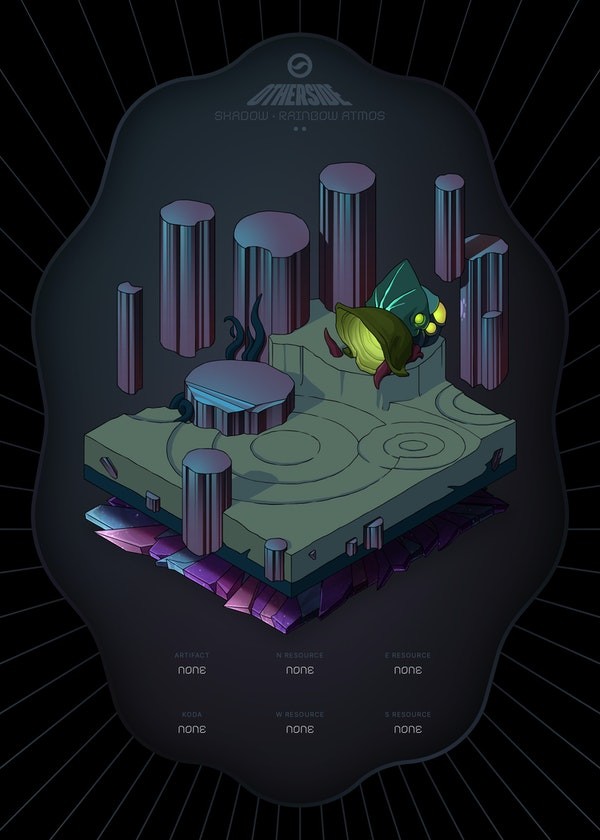 OTHERSIDE
SHADOW · RAINBOW ATMOS
ARTIFACT
NONE
N RESOURCE
NONE
E RESOURCE
NONE
KODA
NONE
W RESOURCE
NONE
S RESOURCE
NONE